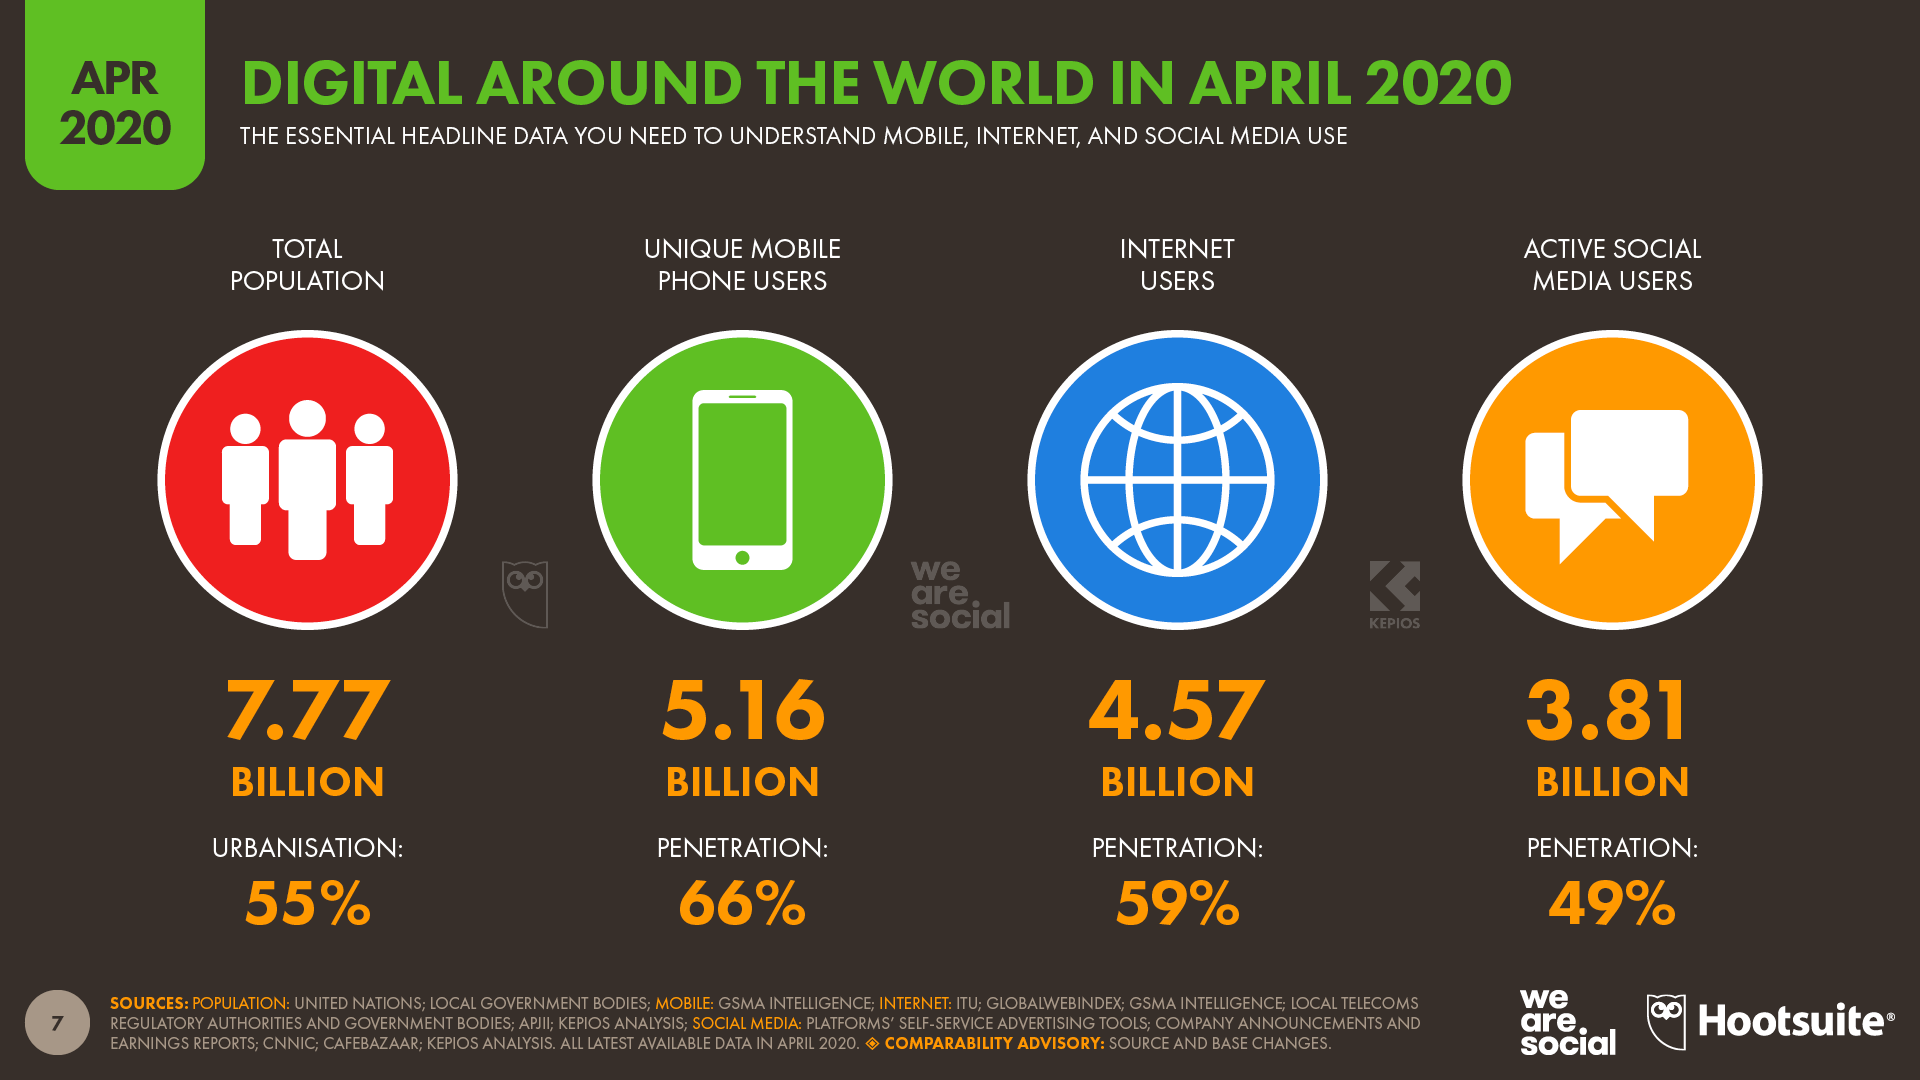 APR
2020
DIGITAL AROUND THE WORLD IN APRIL 2020
THE ESSENTIAL HEADLINE DATA YOU NEED TO UNDERSTAND MOBILE, INTERNET, AND SOCIAL MEDIA USE
TOTAL
POPULATION
UNIQUE MOBILE
PHONE USERS
INTERNET
USERS
ACTIVE SOCIAL
MEDIA USERS
we
are
social
KEPIOS
7.77
BILLION
URBANISATION:
55%
5.16
BILLION
PENETRATION:
66%
4.57
BILLION
PENETRATION:
59%
3.81
BILLION
PENETRATION:
49%
7
SOURCES: POPULATION: UNITED NATIONS; LOCAL GOVERNMENT BODIES; MOBILE: GSMA INTELLIGENCE; INTERNET: ITU; GLOBALWEBINDEX; GSMA INTELLIGENCE; LOCAL TELECOMS
REGULATORY AUTHORITIES AND GOVERNMENT BODIES; APJII; KEPIOS ANALYSIS; SOCIAL MEDIA: PLATFORMS' SELF-SERVICE ADVERTISING TOOLS; COMPANY ANNOUNCEMENTS AND
EARNINGS REPORTS; CNNIC; CAFEBAZAAR; KEPIOS ANALYSIS. ALL LATEST AVAILABLE DATA IN APRIL 2020. ◈ COMPARABILITY ADVISORY: SOURCE AND BASE CHANGES.
we
are
social
Hootsuite®